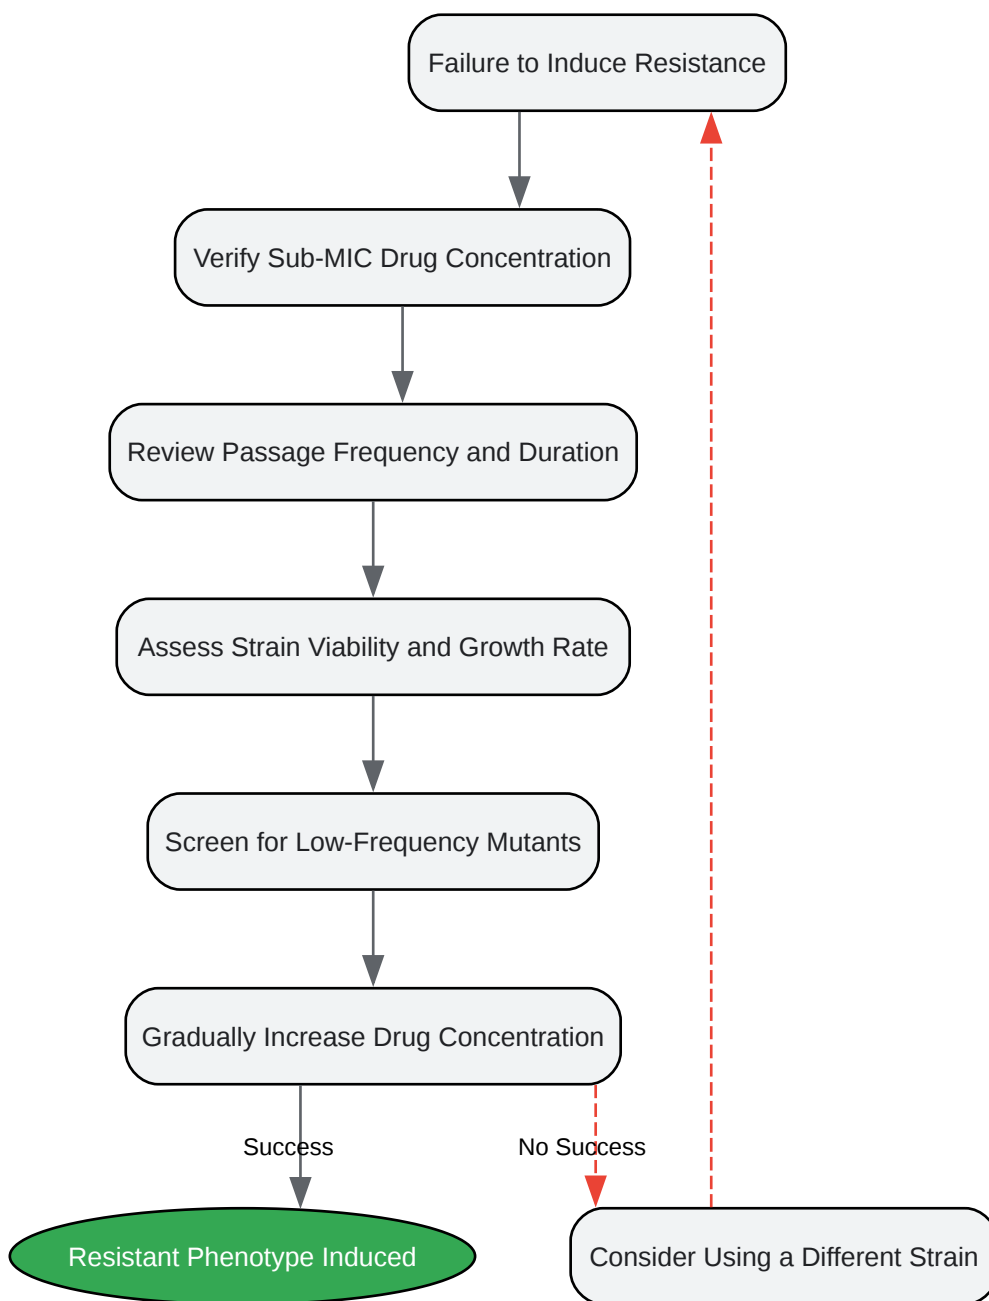 Failure to Induce Resistance
Verify Sub-MIC Drug Concentration
Review Passage Frequency and Duration
Assess Strain Viability and Growth Rate
Screen for Low-Frequency Mutants
Gradually Increase Drug Concentration
Success
No Success
Resistant Phenotype Induced
Consider Using a Different Strain